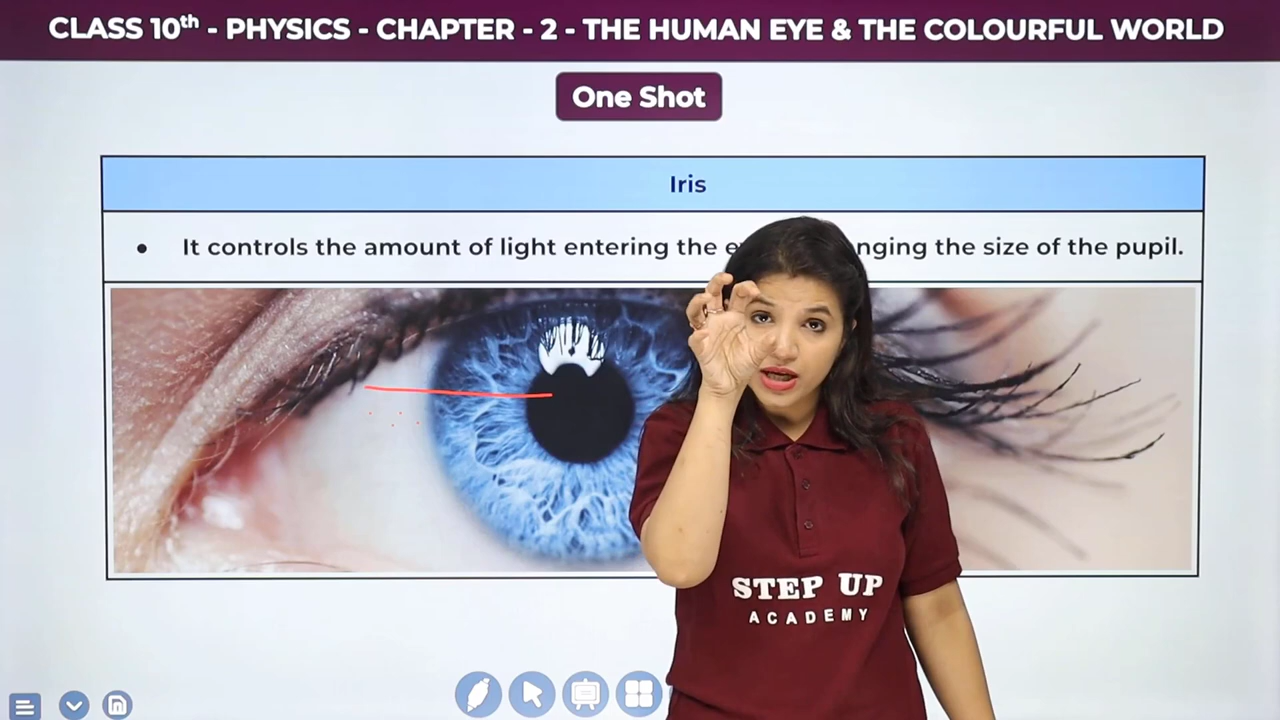 CLASS 10th - PHYSICS - CHAPTER - 2 - THE HUMAN EYE & THE COLOURFUL WORLD
One Shot
Iris
• It controls the amount of light entering the nging the size of the pupil.
STEP UP
ACADEMY